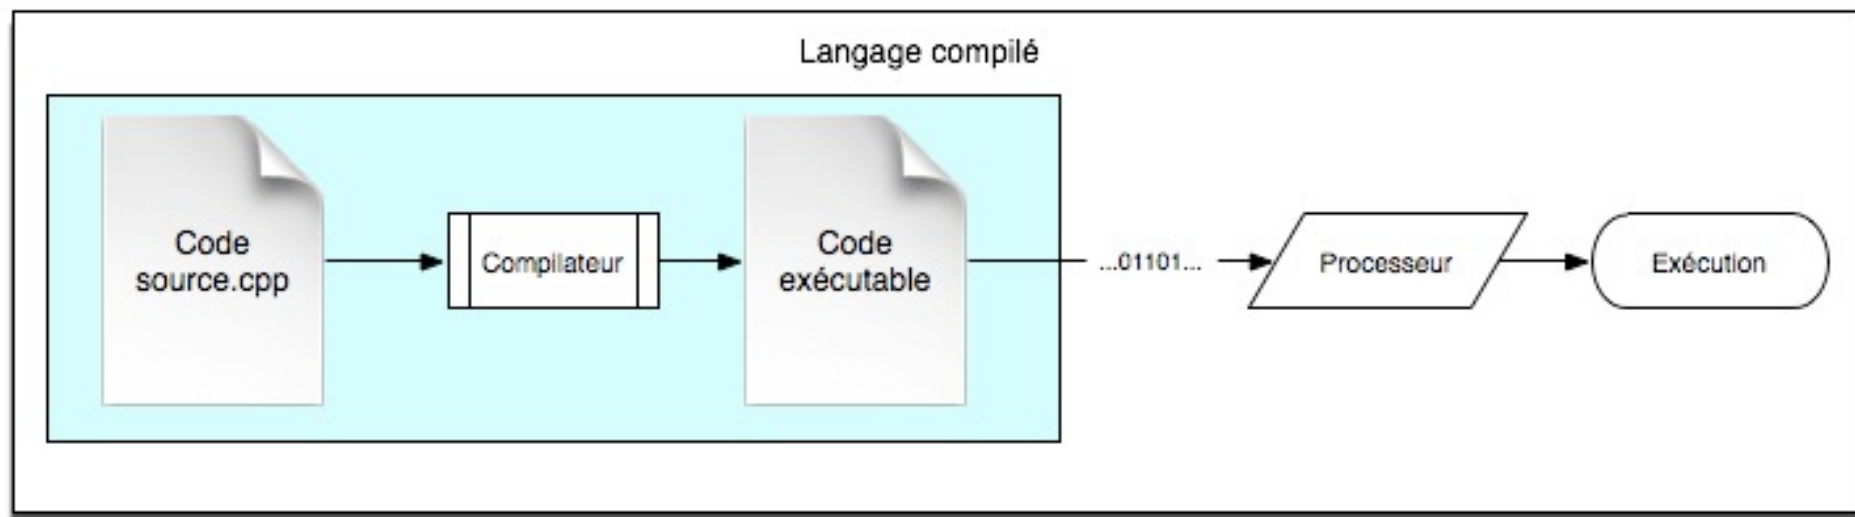 Langage compilé
Code
source.cpp
Compilateur
Code
exécutable
...01101...
Processeur
Exécution